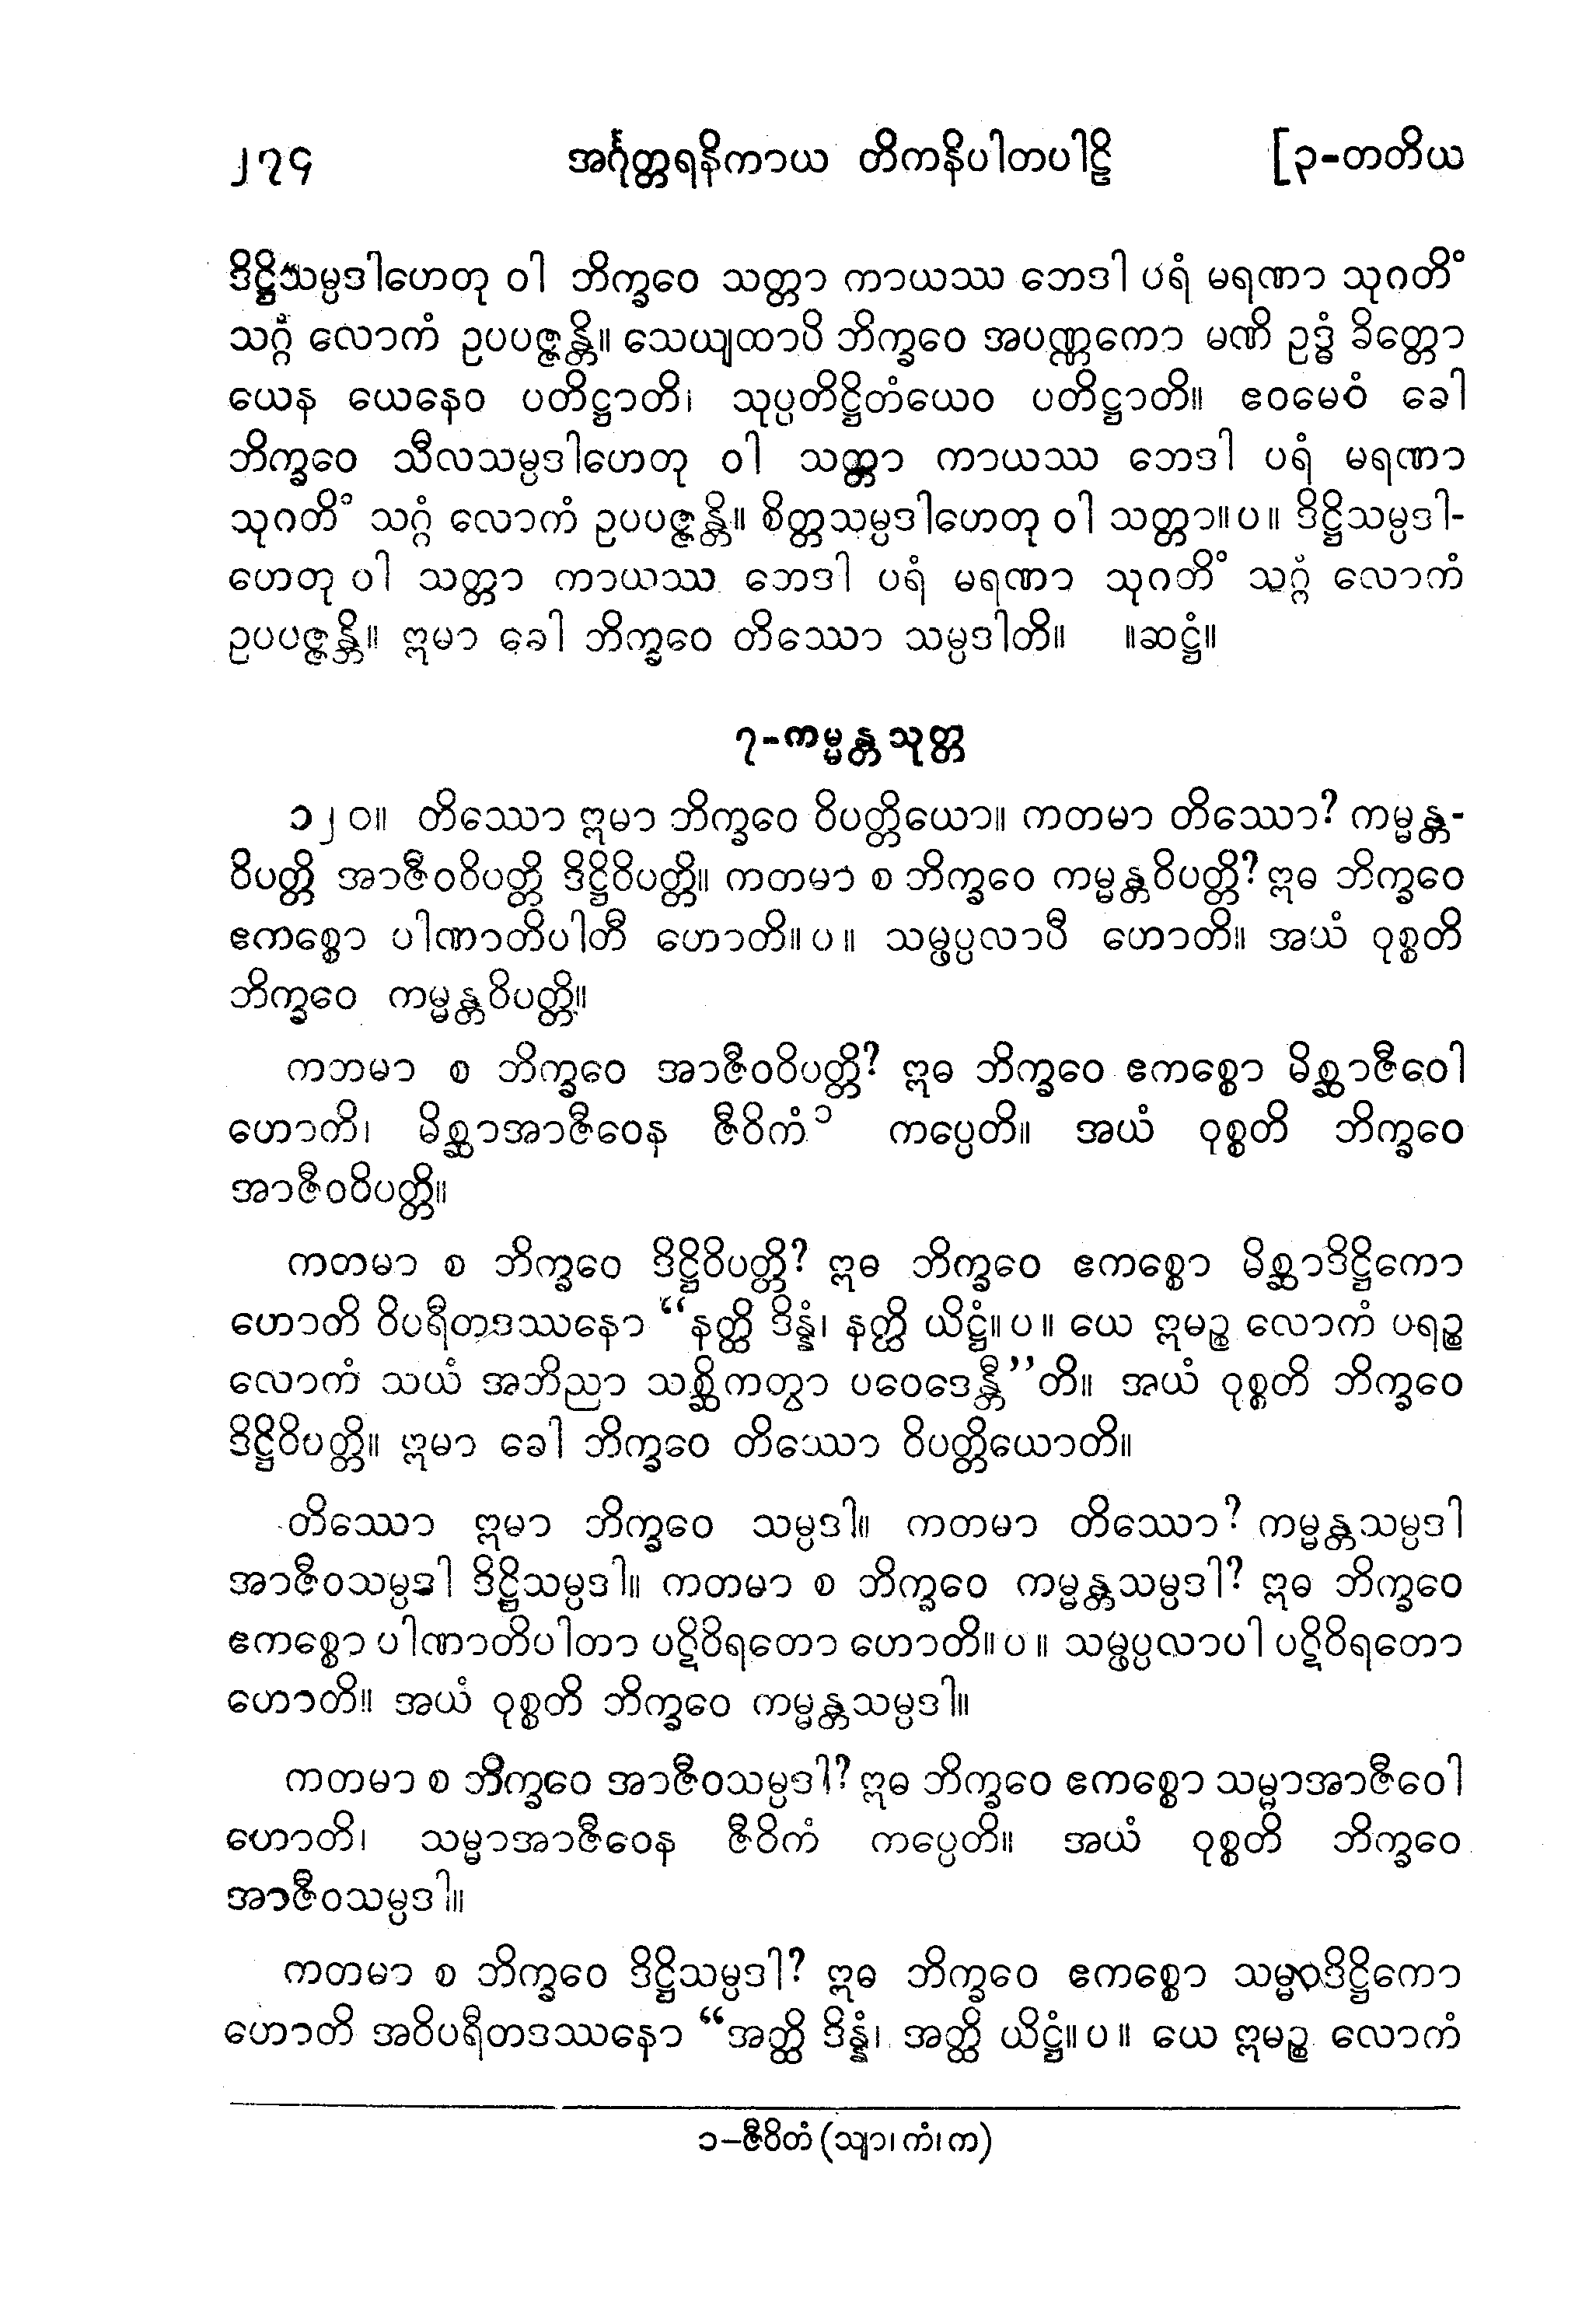 ၂၇၄ အင်္ဂုတ္တရနိကာယ တိကနိပါတပါဠိ [၃-တတိယ
ဒိဋ္ဌိသမ္ပဒါဟေတု ဝါ ဘိက္ခဝေ သတ္တာ ကာယဿ ဘေဒါ ပရံ မရဏာ သုဂတိံ
သဂ္ဂံ လောကံ ဥပပဇ္ဇန္တိ။ သေယျထာပိ ဘိက္ခဝေ အပဏ္ဏကော မဏိ ဥဒ္ဓံ ခိတ္တော
ယေန ယေနေဝ ပတိဋ္ဌာတိ၊ သုပ္ပတိဋ္ဌိတံယေဝ ပတိဋ္ဌာတိ။ ဧဝမေဝံ ခေါ
ဘိက္ခဝေ သီလသမ္ပဒါဟေတု ဝါ သတ္တာ ကာယဿ ဘေဒါ ပရံ မရဏာ
သုဂတိံ သဂ္ဂံ လောကံ ဥပပဇ္ဇန္တိ။ စိတ္တသမ္ပဒါဟေတု ဝါ သတ္တာ။ပ။ ဒိဋ္ဌိသမ္ပဒါ-
ဟေတု ဝါ သတ္တာ ကာယဿ ဘေဒါ ပရံ မရဏာ သုဂတိံ သဂ္ဂံ လောကံ
ဥပပဇ္ဇန္တိ။ ဣမာ ခေါ ဘိက္ခဝေ တိဿော သမ္ပဒါတိ။ ။ဆဋ္ဌံ။
၇-ကမ္မန္တသုတ္တ
၁၂၀။ တိဿော ဣမာ ဘိက္ခဝေ ဝိပတ္တိယော။ ကတမာ တိဿော? ကမ္မန္တ-
ဝိပတ္တိ အာဇီဝဝိပတ္တိ ဒိဋ္ဌိဝိပတ္တိ။ ကတမာ စ ဘိက္ခဝေ ကမ္မန္တဝိပတ္တိ? ဣဓ ဘိက္ခဝေ
ဧကစ္စော ပါဏာတိပါတီ ဟောတိ။ပ။ သမ္ဖပ္ပလာပီ ဟောတိ။ အယံ ဝုစ္စတိ
ဘိက္ခဝေ ကမ္မန္တဝိပတ္တိ။
ကဘမာ စ ဘိက္ခဝေ အာဇီဝဝိပတ္တိ? ဣဓ ဘိက္ခဝေ ဧကစ္စော မိစ္ဆာဇီဝေါ
ဟောတိ၊ မိစ္ဆာအာဇီဝေန ဇီဝိကံ ၁ ကပ္ပေတိ။ အယံ ဝုစ္စတိ ဘိက္ခဝေ
အာဇီဝဝိပတ္တိ။
ကတမာ စ ဘိက္ခဝေ ဒိဋ္ဌိဝိပတ္တိ? ဣဓ ဘိက္ခဝေ ဧကစ္စော မိစ္ဆာဒိဋ္ဌိကော
ဟောတိ ဝိပရီတဒဿနော “နတ္ထိ ဒိန္နံ၊ နတ္ထိ ယိဋ္ဌံ။ပ။ ယေ ဣမဉ္စ လောကံ ပရဉ္စ
လောကံ သယံ အဘိညာ သစ္ဆိကတွာ ပဝေဒေန္တီ”တိ။ အယံ ဝုစ္စတိ ဘိက္ခဝေ
ဒိဋ္ဌိဝိပတ္တိ။ ဣမာ ခေါ ဘိက္ခဝေ တိဿော ဝိပတ္တိယောတိ။
တိဿော ဣမာ ဘိက္ခဝေ သမ္ပဒါ။ ကတမာ တိဿော? ကမ္မန္တသမ္ပဒါ
အာဇီဝသမ္ပဒါ ဒိဋ္ဌိသမ္ပဒါ။ ကတမာ စ ဘိက္ခဝေ ကမ္မန္တသမ္ပဒါ? ဣဓ ဘိက္ခဝေ
ဧကစ္စော ပါဏာတိပါတာ ပဋိဝိရတော ဟောတိ။ပ။ သမ္ဖပ္ပလာပါ ပဋိဝိရတော
ဟောတိ။ အယံ ဝုစ္စတိ ဘိက္ခဝေ ကမ္မန္တသမ္ပဒါ။
ကတမာ စ ဘိက္ခဝေ အာဇီဝသမ္ပဒါ? ဣဓ ဘိက္ခဝေ ဧကစ္စော သမ္မာအာဇီဝေါ
ဟောတိ၊ သမ္မာအာဇီဝေန ဇီဝိကံ ကပ္ပေတိ။ အယံ ဝုစ္စတိ ဘိက္ခဝေ
အာဇီဝသမ္ပဒါ။
ကတမာ စ ဘိက္ခဝေ ဒိဋ္ဌိသမ္ပဒါ? ဣဓ ဘိက္ခဝေ ဧကစ္စော သမ္မာဒိဋ္ဌိကော
ဟောတိ အဝိပရီတဒဿနော “အတ္ထိ ဒိန္နံ၊ အတ္ထိ ယိဋ္ဌံ။ပ။ ယေ ဣမဉ္စ လောကံ
၁–ဇီဝိတံ (သျာ၊ ကံ၊ က)